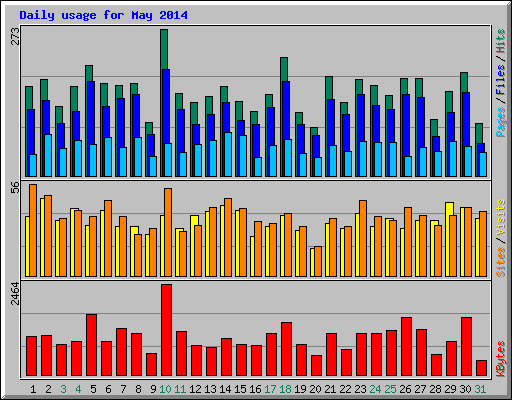 Daily usage for May 2014
273
Pages / Files / Hits
56
Sites / Visits
2464
KBytes
1 2 3 4 5 6 7 8 9 10 11 12 13 14 15 16 17 18 19 20 21 22 23 24 25 26 27 28 29 30 31